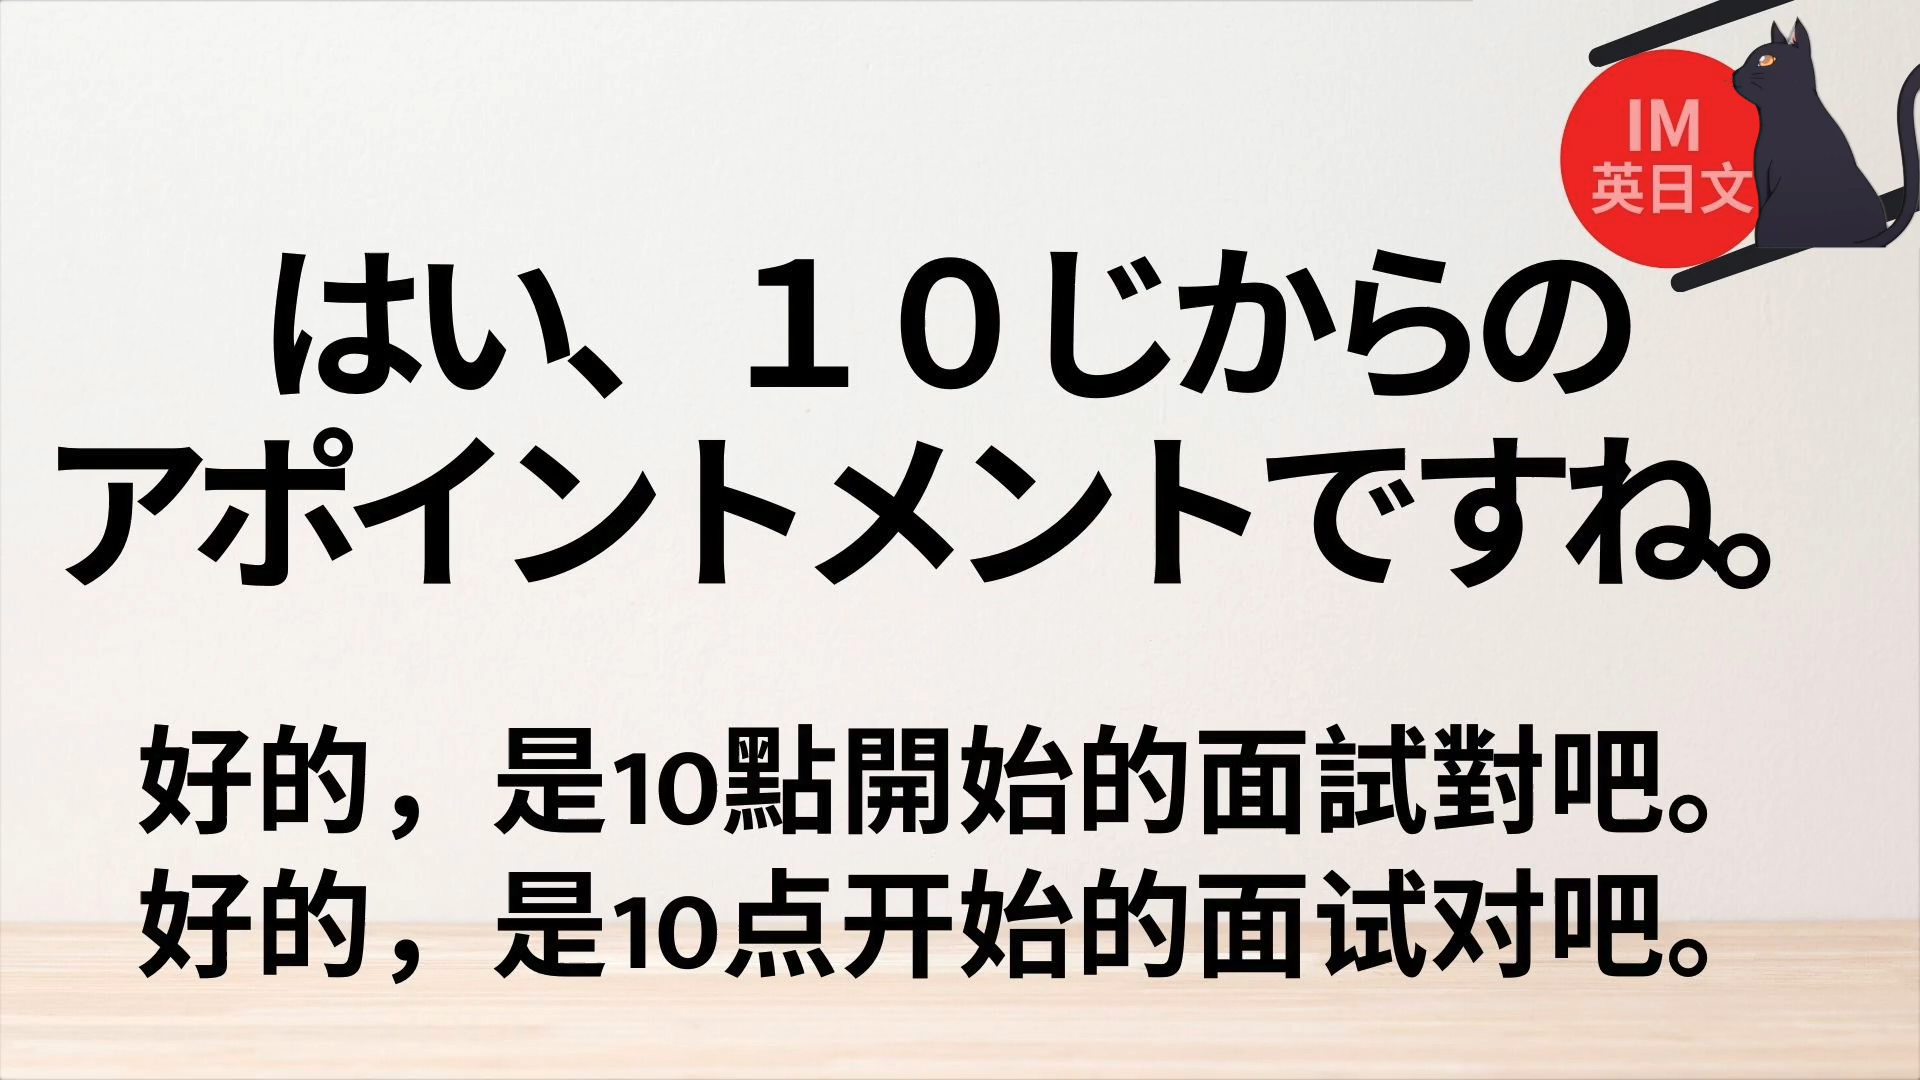 IM
英日文
はい、１０じからの
アポイントメントですね。
好的，是10點開始的面試對吧。
好的，是10点开始的面试对吧。